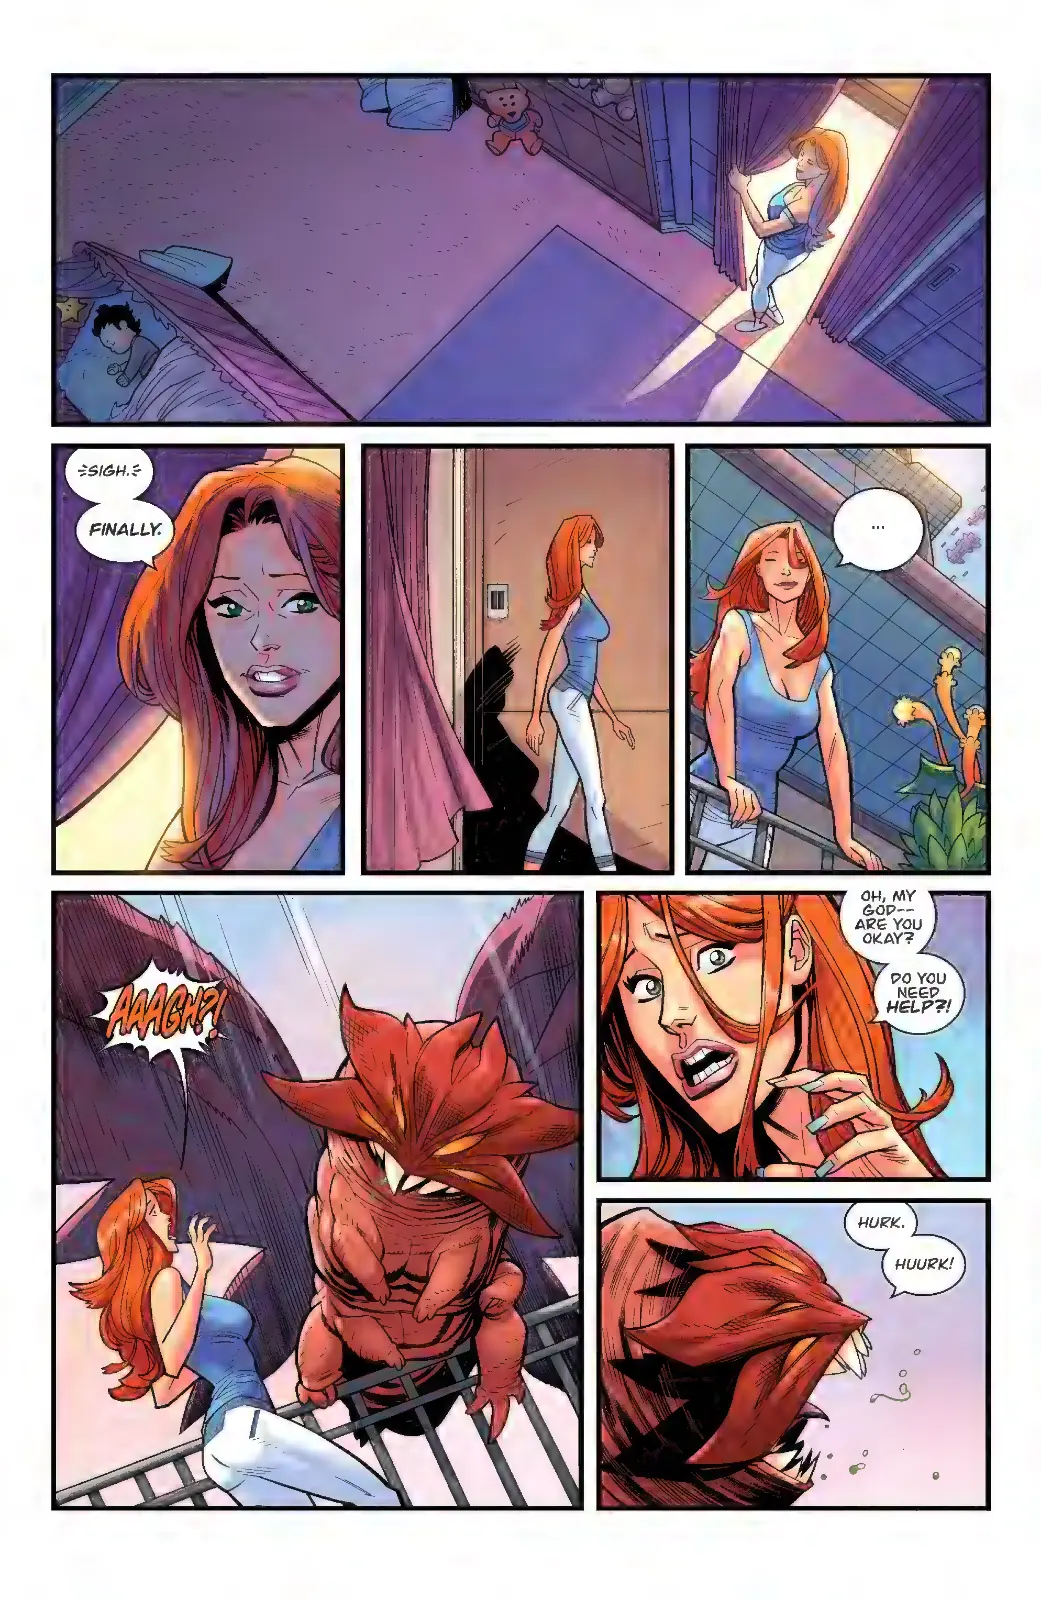 SIGH.
FINALLY.
...
AAAGH?!
OH, MY
GOD--
ARE YOU
OKAY?
DO YOU
NEED
HELP?!
HURK.
HUURK!